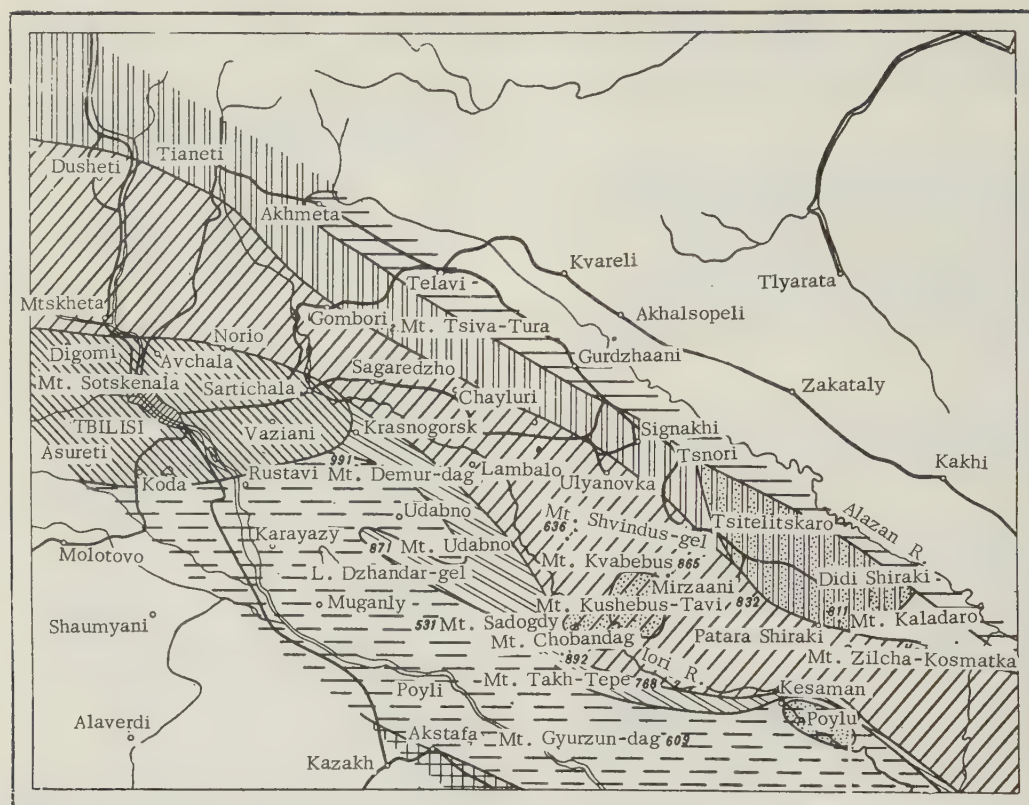 Dusheti
Tianeti
Akhmeta
Kvareli
Telavi
Tlyarata
Mtskheta
Gombori
Mt. Tsiva-Tura
Akhalsopeli
Digomi
Norio
Avchala
Gurdzhaani
Mt. Sotskenala
Sartichala
Sagaredzho
Chayluri
Zakataly
TBILISI
Vaziani
Krasnogorsk
Signakhi
Asureti
Koda
Rustavi
991
Mt. Demur-dag
Lambalo
Ulyanovka
Tsnori
Kakhi
Udabno
Mt. Shvindus-gel
636
Tsitelitskaro
Alazan R.
Molotovo
Karayazy
871
Mt. Udabno
Mt. Kvabebus 865
L. Dzhandar-gel
Mirzaani
Didi Shiraki
Muganly
Mt. Kushebus-Tavi
832
811
Shaumyani
531
Mt. Sadogdy
Mt. Kaladaro
Mt. Chobandag
Patara Shiraki
892
Iori R.
Mt. Zilcha-Kosmatka
Mt. Takh-Tepe 768
Poyli
Kesaman
Alaverdi
Poylu
Akstafa
Mt. Gyurzun-dag 609
Kazakh